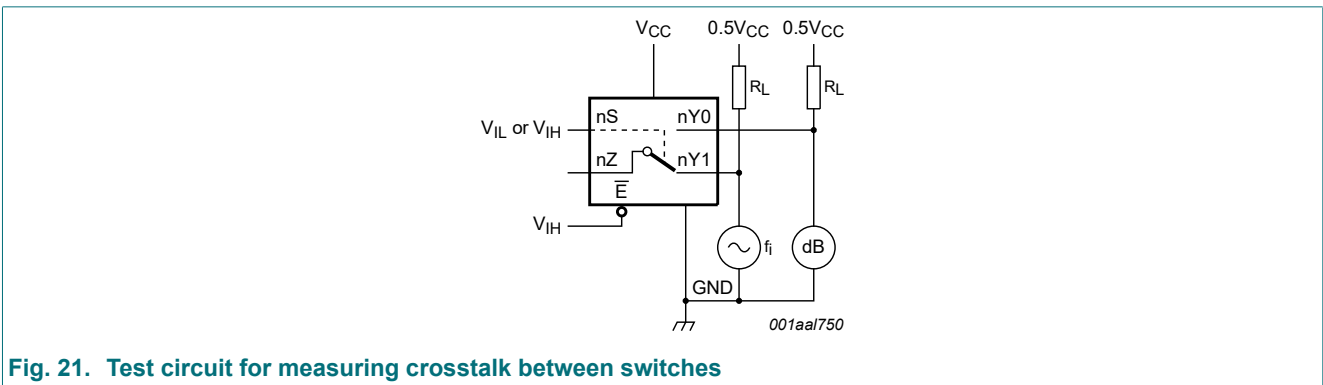 VCC 0.5VCC 0.5VCC
RL RL
nS nY0
VIL or VIH
nZ nY1
E
VIH
fi dB
GND
001aal750
Fig. 21. Test circuit for measuring crosstalk between switches